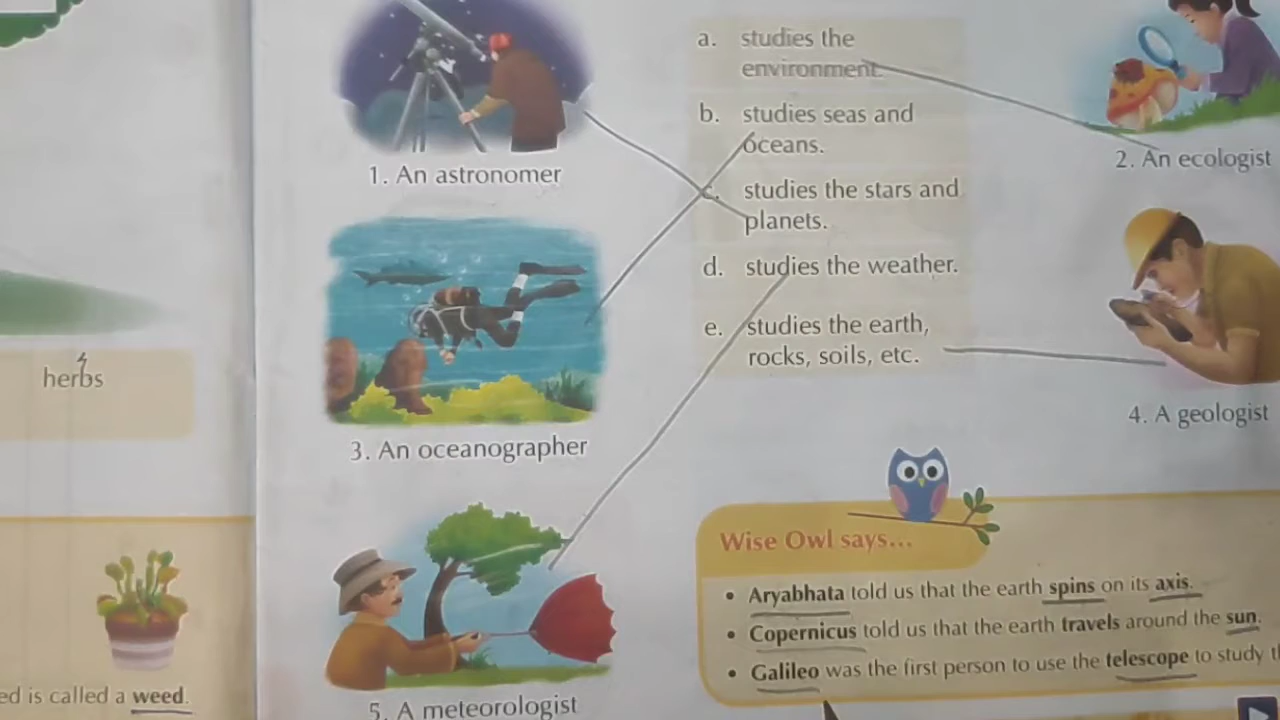 a. studies the
environment.
b. studies seas and
oceans.
c. studies the stars and
planets.
d. studies the weather.
e. studies the earth,
rocks, soils, etc.
1. An astronomer
2. An ecologist
3. An oceanographer
4. A geologist
5. A meteorologist
herbs
ed is called a weed.
Wise Owl says...
• Aryabhata told us that the earth spins on its axis.
• Copernicus told us that the earth travels around the sun.
• Galileo was the first person to use the telescope to study